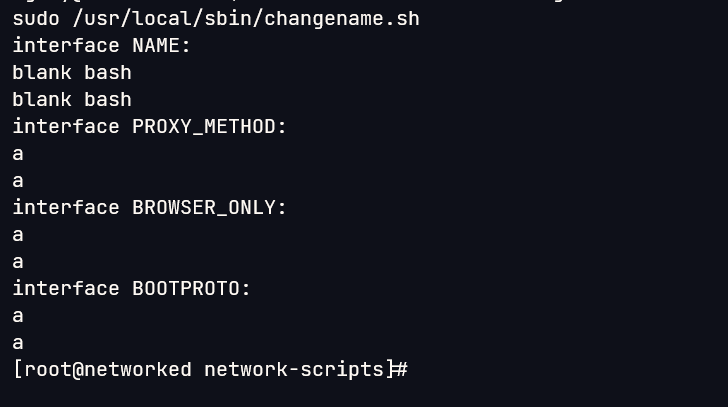 sudo /usr/local/sbin/changename.sh
interface NAME:
blank bash
blank bash
interface PROXY_METHOD:
a
a
interface BROWSER_ONLY:
a
a
interface BOOTPROTO:
a
a
[root@networked network-scripts]#